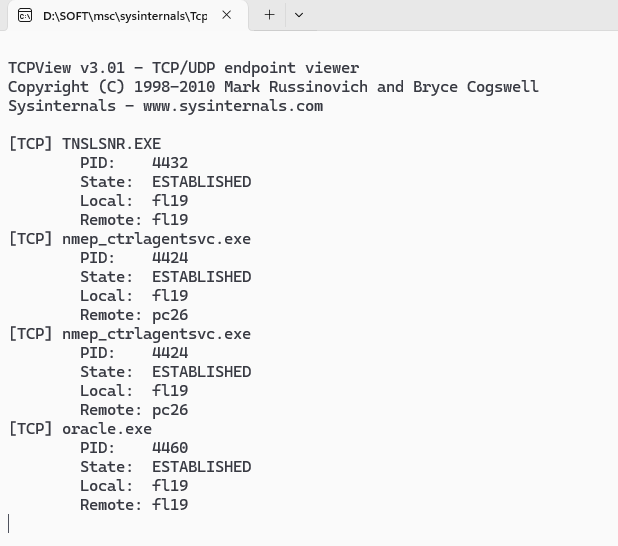 D:\SOFT\msc\sysinternals\Tcp
TCPView v3.01 - TCP/UDP endpoint viewer
Copyright (C) 1998-2010 Mark Russinovich and Bryce Cogswell
Sysinternals - www.sysinternals.com
[TCP] TNSLSNR.EXE
PID: 4432
State: ESTABLISHED
Local: fl19
Remote: fl19
[TCP] nmep_ctrlagentsvc.exe
PID: 4424
State: ESTABLISHED
Local: fl19
Remote: pc26
[TCP] nmep_ctrlagentsvc.exe
PID: 4424
State: ESTABLISHED
Local: fl19
Remote: pc26
[TCP] oracle.exe
PID: 4460
State: ESTABLISHED
Local: fl19
Remote: fl19